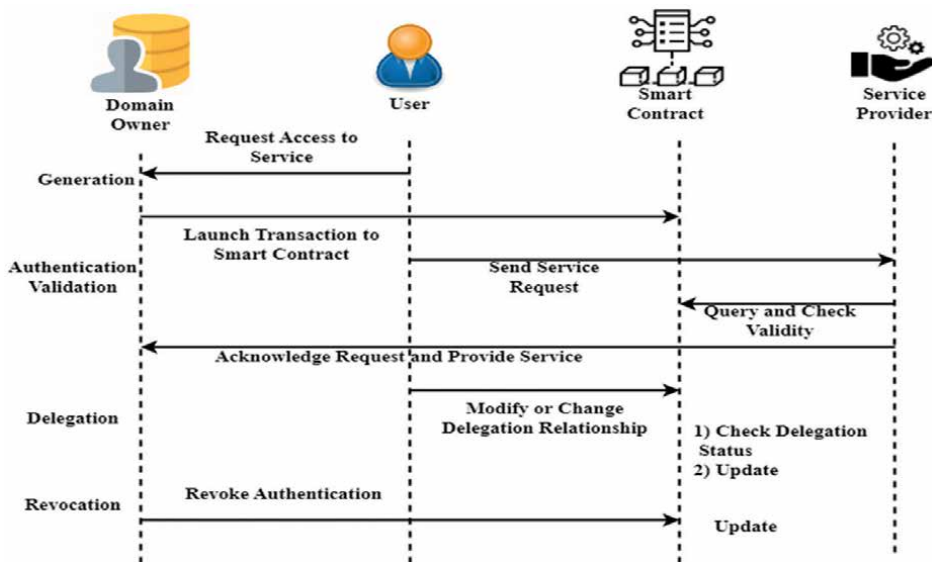 Domain
Owner
User
Smart
Contract
Service
Provider
Request Access to
Service
Generation
Launch Transaction to
Smart Contract
Authentication
Validation
Send Service
Request
Query and Check
Validity
Acknowledge Request and Provide Service
Delegation
Modify or Change
Delegation Relationship
1) Check Delegation
Status
2) Update
Revocation
Revoke Authentication
Update